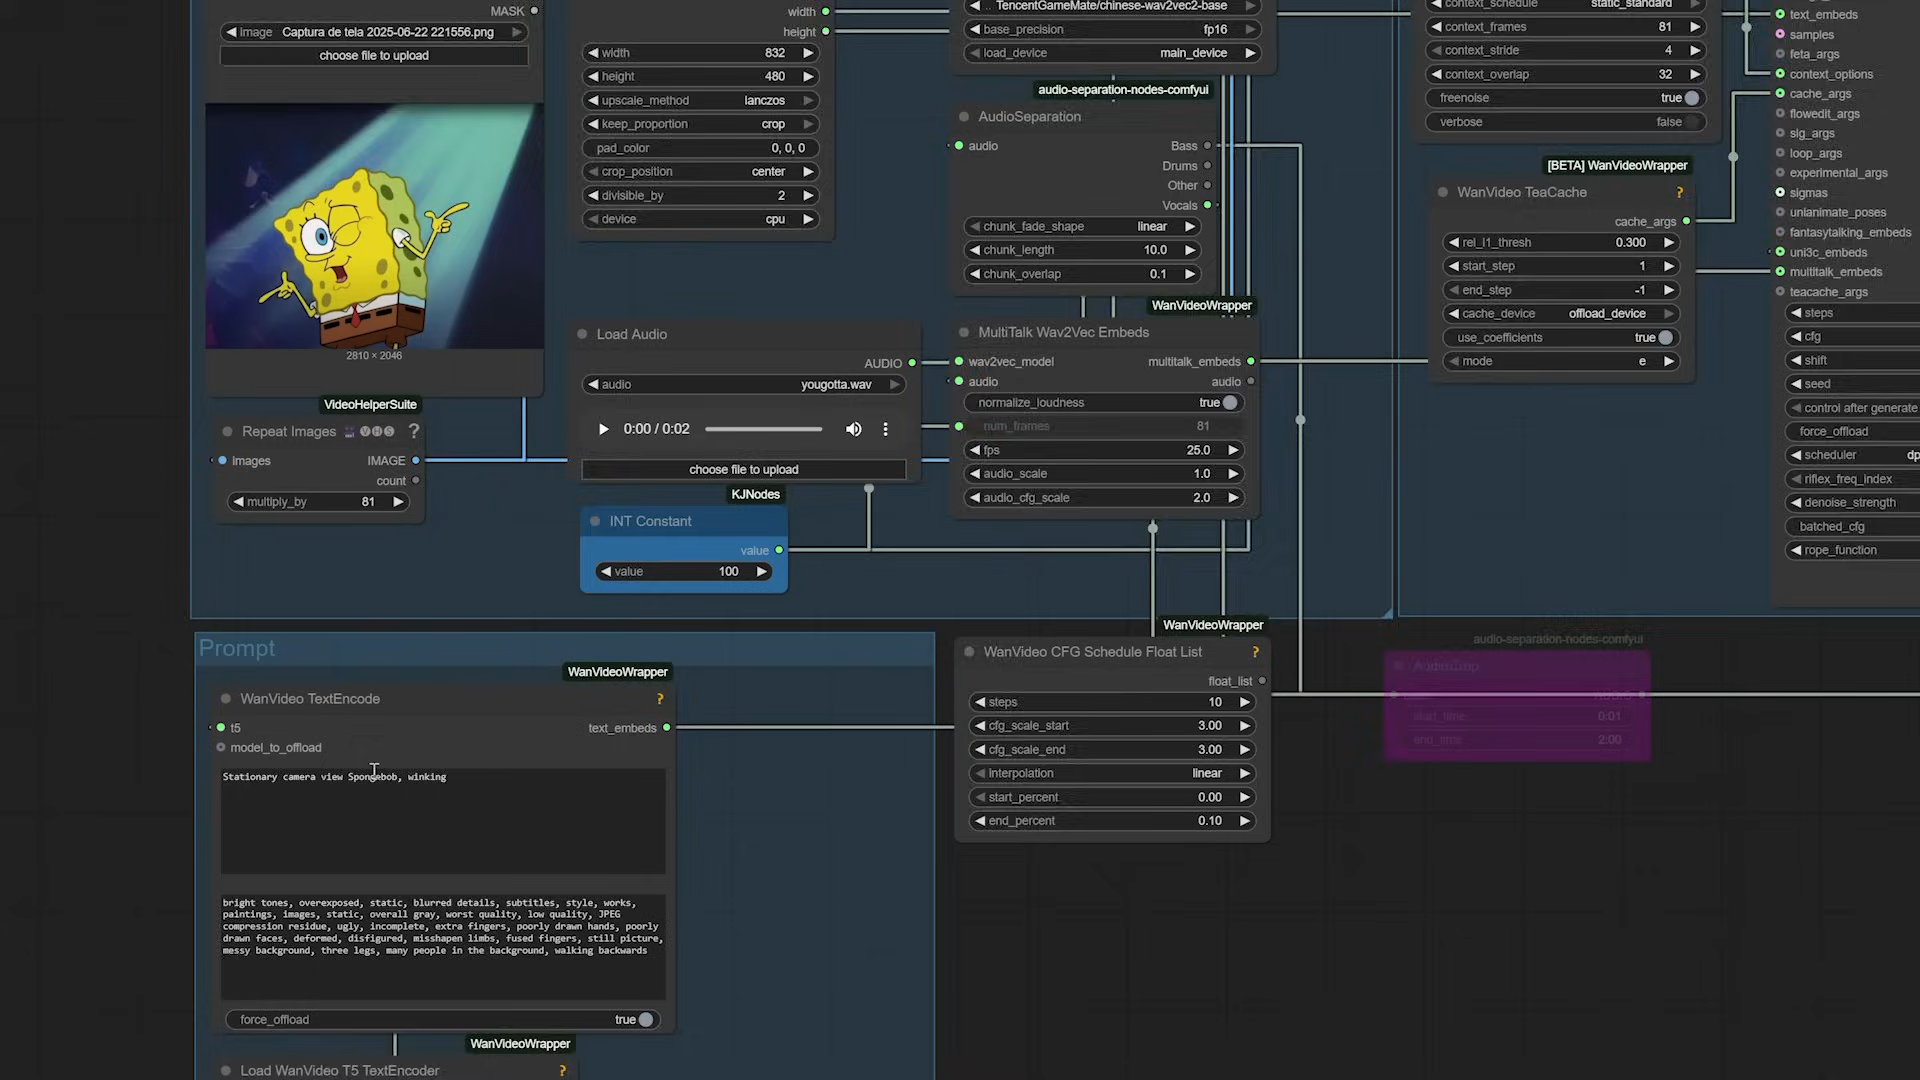 MASK
image Captura de tela 2025-06-22 221556.png
choose file to upload
2810 × 2046
VideoHelperSuite
Repeat Images VHS ?
images IMAGE
count
multiply_by 81
width
height
width 832
height 480
upscale_method lanczos
keep_proportion crop
pad_color 0, 0, 0
crop_position center
divisible_by 2
device cpu
Load Audio
AUDIO
audio yougotta.wav
0:00 / 0:02
choose file to upload
KJNodes
INT Constant
value
value 100
TencentGameMate/chinese-wav2vec2-base
base_precision fp16
load_device main_device
audio-separation-nodes-comfyui
AudioSeparation
audio Bass
Drums
Other
Vocals
chunk_fade_shape linear
chunk_length 10.0
chunk_overlap 0.1
WanVideoWrapper
MultiTalk Wav2Vec Embeds
wav2vec_model multitalk_embeds
audio audio
normalize_loudness true
num_frames 81
fps 25.0
audio_scale 1.0
audio_cfg_scale 2.0
context_schedule static_standard
context_frames 81
context_stride 4
context_overlap 32
freenoise true
verbose false
[BETA] WanVideoWrapper
WanVideo TeaCache ?
cache_args
rel_l1_thresh 0.300
start_step 1
end_step -1
cache_device offload_device
use_coefficients true
mode e
text_embeds
samples
feta_args
context_options
cache_args
flowedit_args
slg_args
loop_args
experimental_args
sigmas
unianimate_poses
fantasytalking_embeds
uni3c_embeds
multitalk_embeds
teacache_args
steps
cfg
shift
seed
control after generate
force_offload
scheduler dp
riflex_freq_index
denoise_strength
batched_cfg
rope_function
Prompt
WanVideoWrapper
WanVideo TextEncode ?
t5 text_embeds
model_to_offload
Stationary camera view Spongebob, winking
bright tones, overexposed, static, blurred details, subtitles, style, works,
paintings, images, static, overall gray, worst quality, low quality, JPEG
compression residue, ugly, incomplete, extra fingers, poorly drawn hands, poorly
drawn faces, deformed, disfigured, misshapen limbs, fused fingers, still picture,
messy background, three legs, many people in the background, walking backwards
force_offload true
WanVideoWrapper
Load WanVideo T5 TextEncoder ?
WanVideoWrapper
WanVideo CFG Schedule Float List ?
float_list
steps 10
cfg_scale_start 3.00
cfg_scale_end 3.00
interpolation linear
start_percent 0.00
end_percent 0.10
audio-separation-nodes-comfyui
AudioCrop
start_time 0:01
end_time 2:00